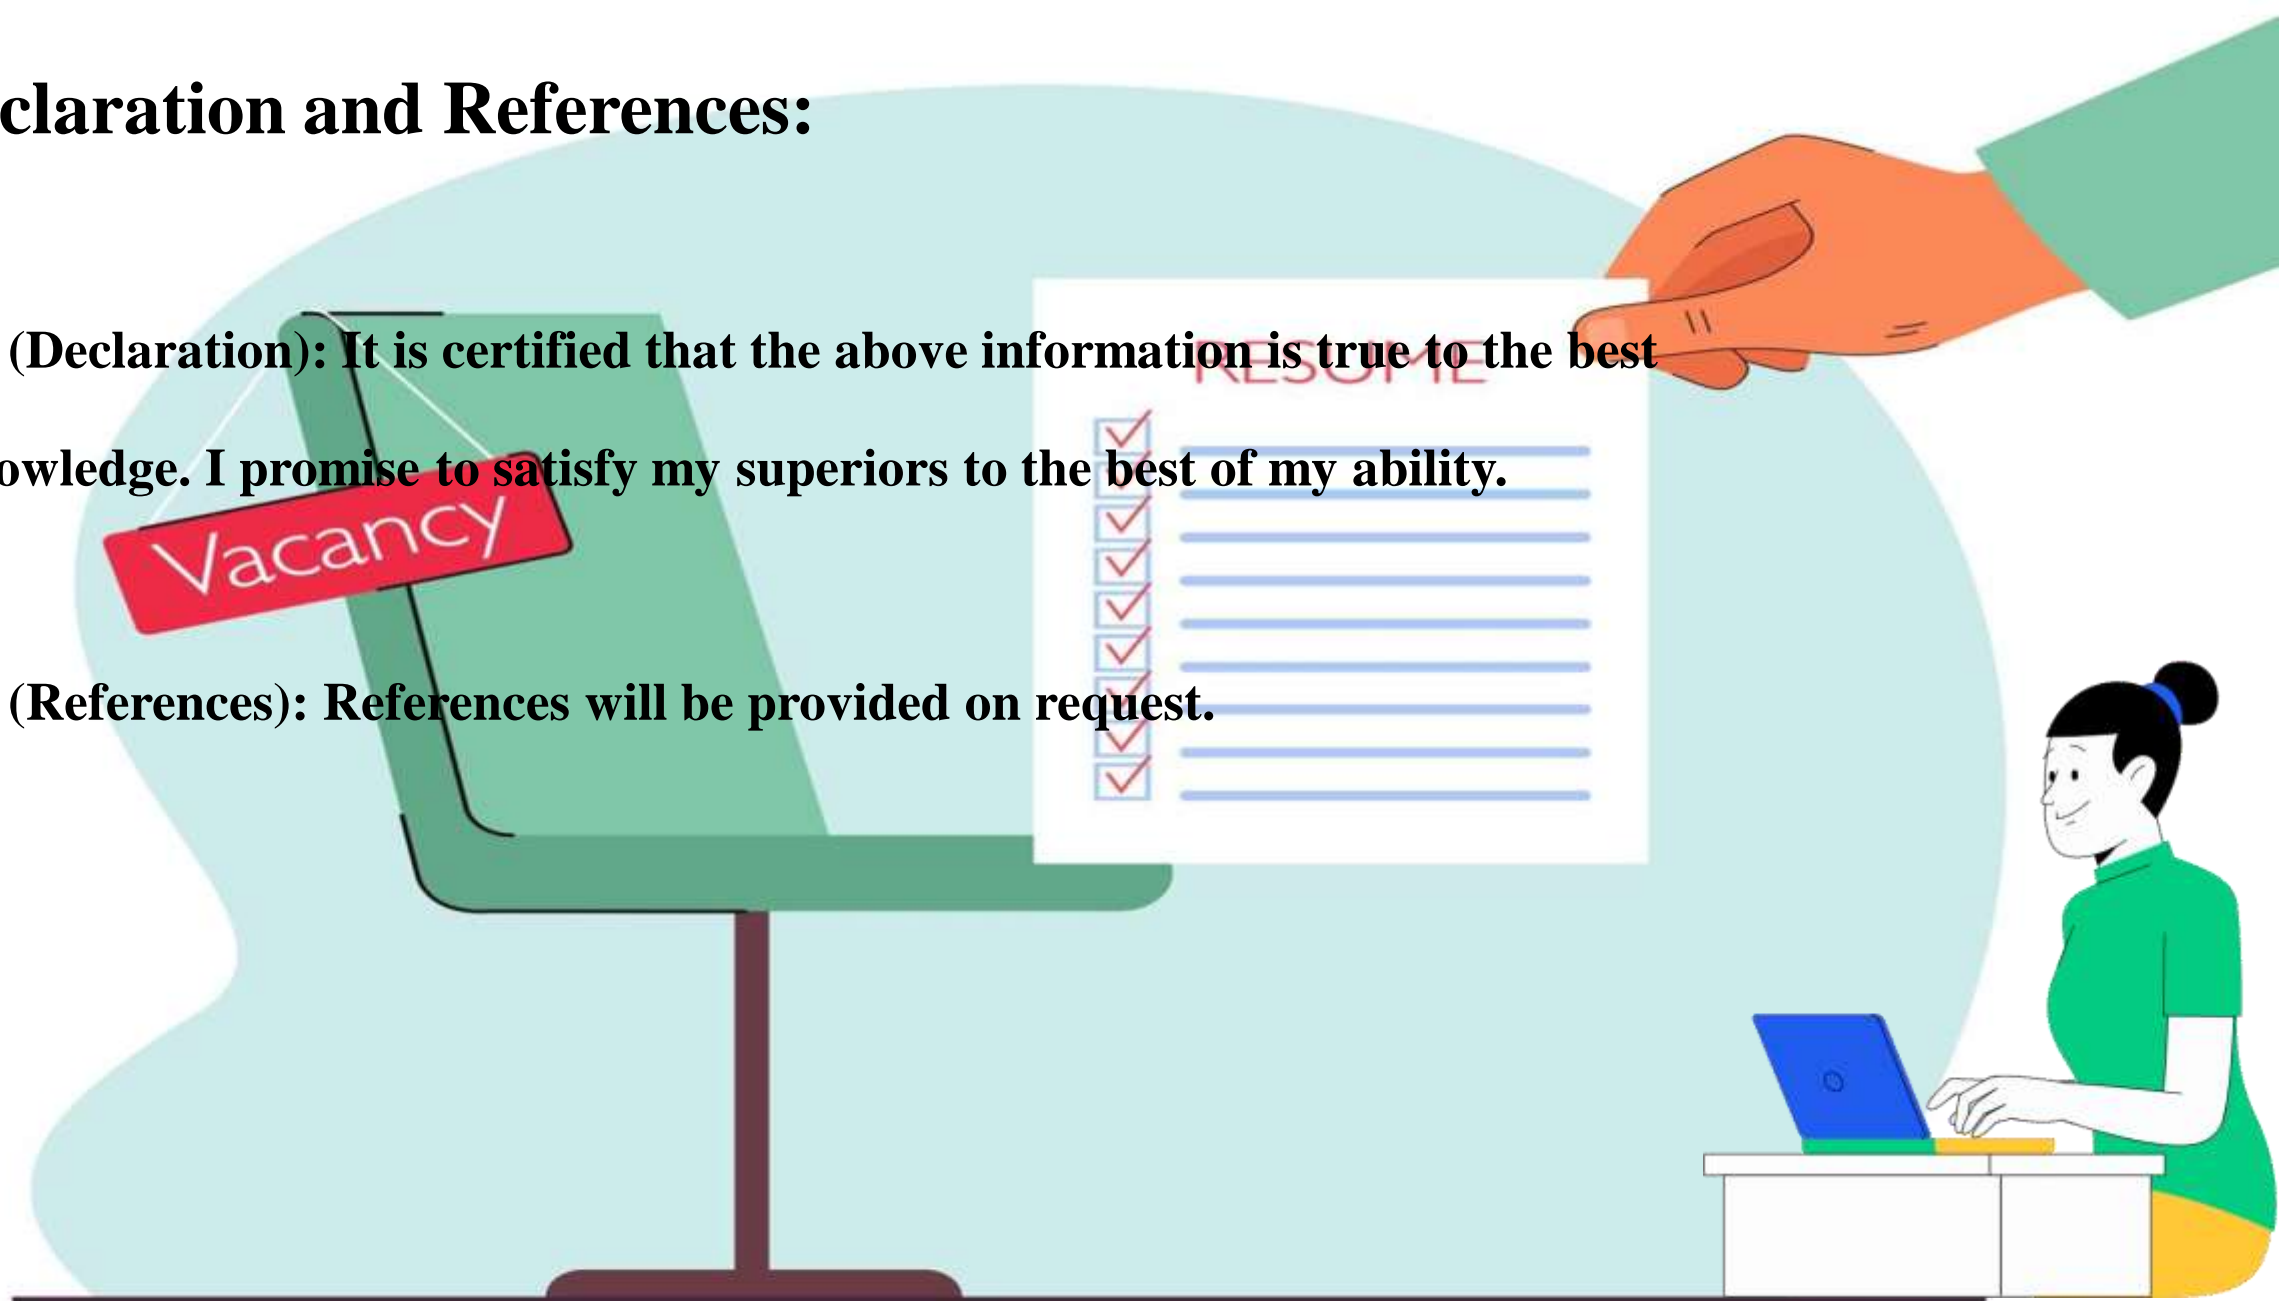 claration and References:
(Declaration): It is certified that the above information is true to the best
owledge. I promise to satisfy my superiors to the best of my ability.
(References): References will be provided on request.
RESUME
Vacancy